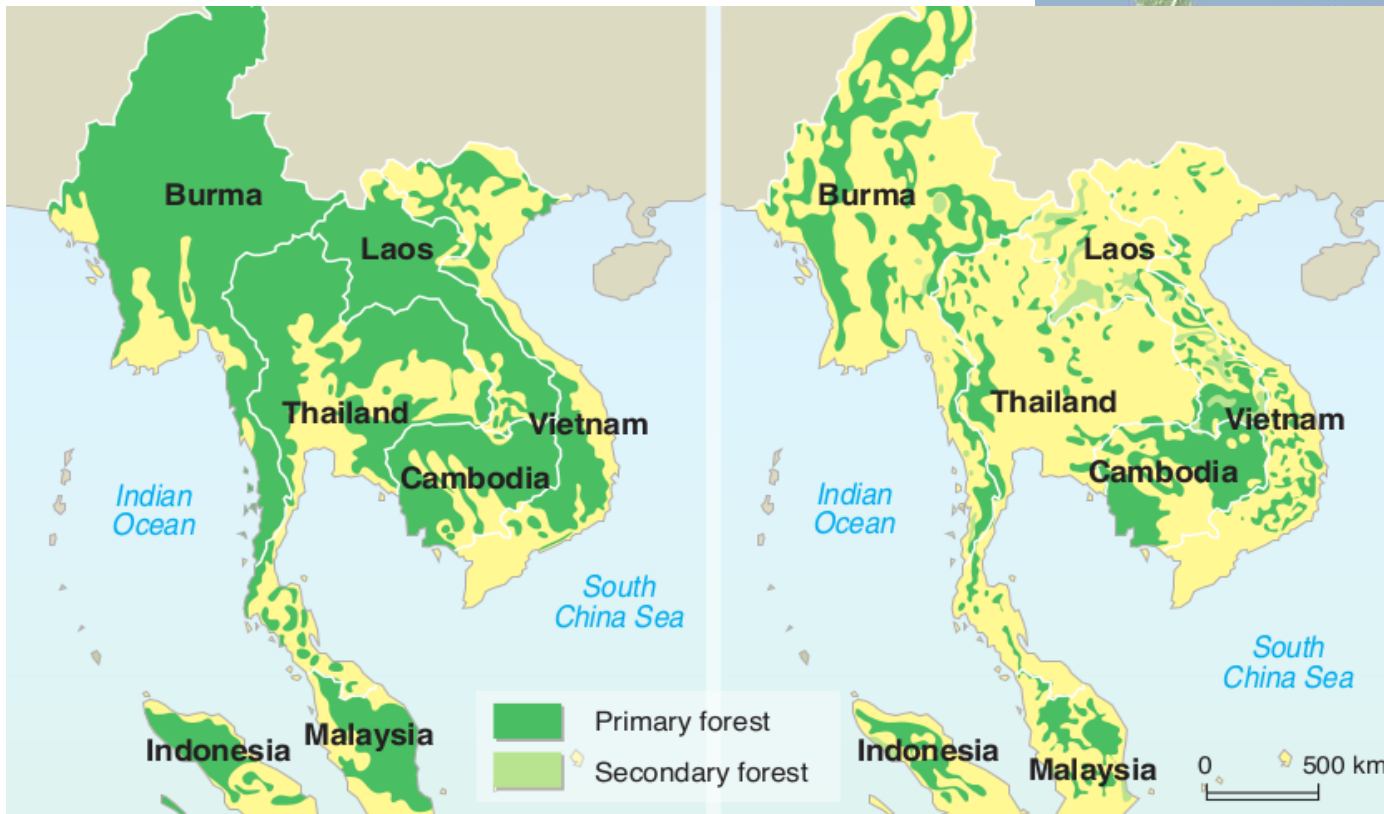 Burma
Laos
Thailand
Vietnam
Cambodia
Indian
Ocean
South
China Sea
Indonesia
Malaysia
Primary forest
Secondary forest
Burma
Laos
Thailand
Vietnam
Cambodia
Indian
Ocean
South
China Sea
Indonesia
Malaysia
0 500 km